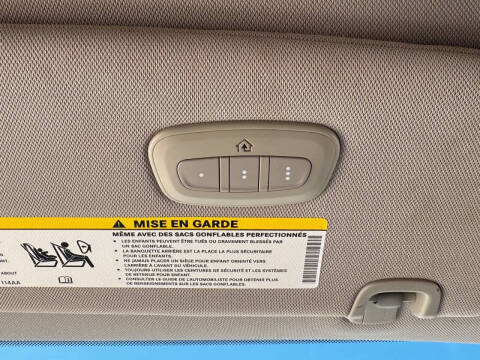 ⚠ MISE EN GARDE
MÊME AVEC DES SACS GONFLABLES PERFECTIONNÉS
• LES ENFANTS PEUVENT ÊTRE TUÉS OU GRAVEMENT BLESSÉS PAR
UN SAC GONFLABLE.
• LA BANQUETTE ARRIÈRE EST LA PLACE LA PLUS SÉCURITAIRE
POUR LES ENFANTS.
• NE JAMAIS PLACER UN SIÈGE POUR ENFANT ORIENTÉ VERS
L'ARRIÈRE À L'AVANT.
• TOUJOURS UTILISER LES CEINTURES DE SÉCURITÉ ET LES SYSTÈMES
DE RETENUE POUR ENFANT.
• CONSULTER LE GUIDE DE L'AUTOMOBILISTE POUR OBTENIR PLUS
DE RENSEIGNEMENTS SUR LES SACS GONFLABLES.
ABOUT
114AA